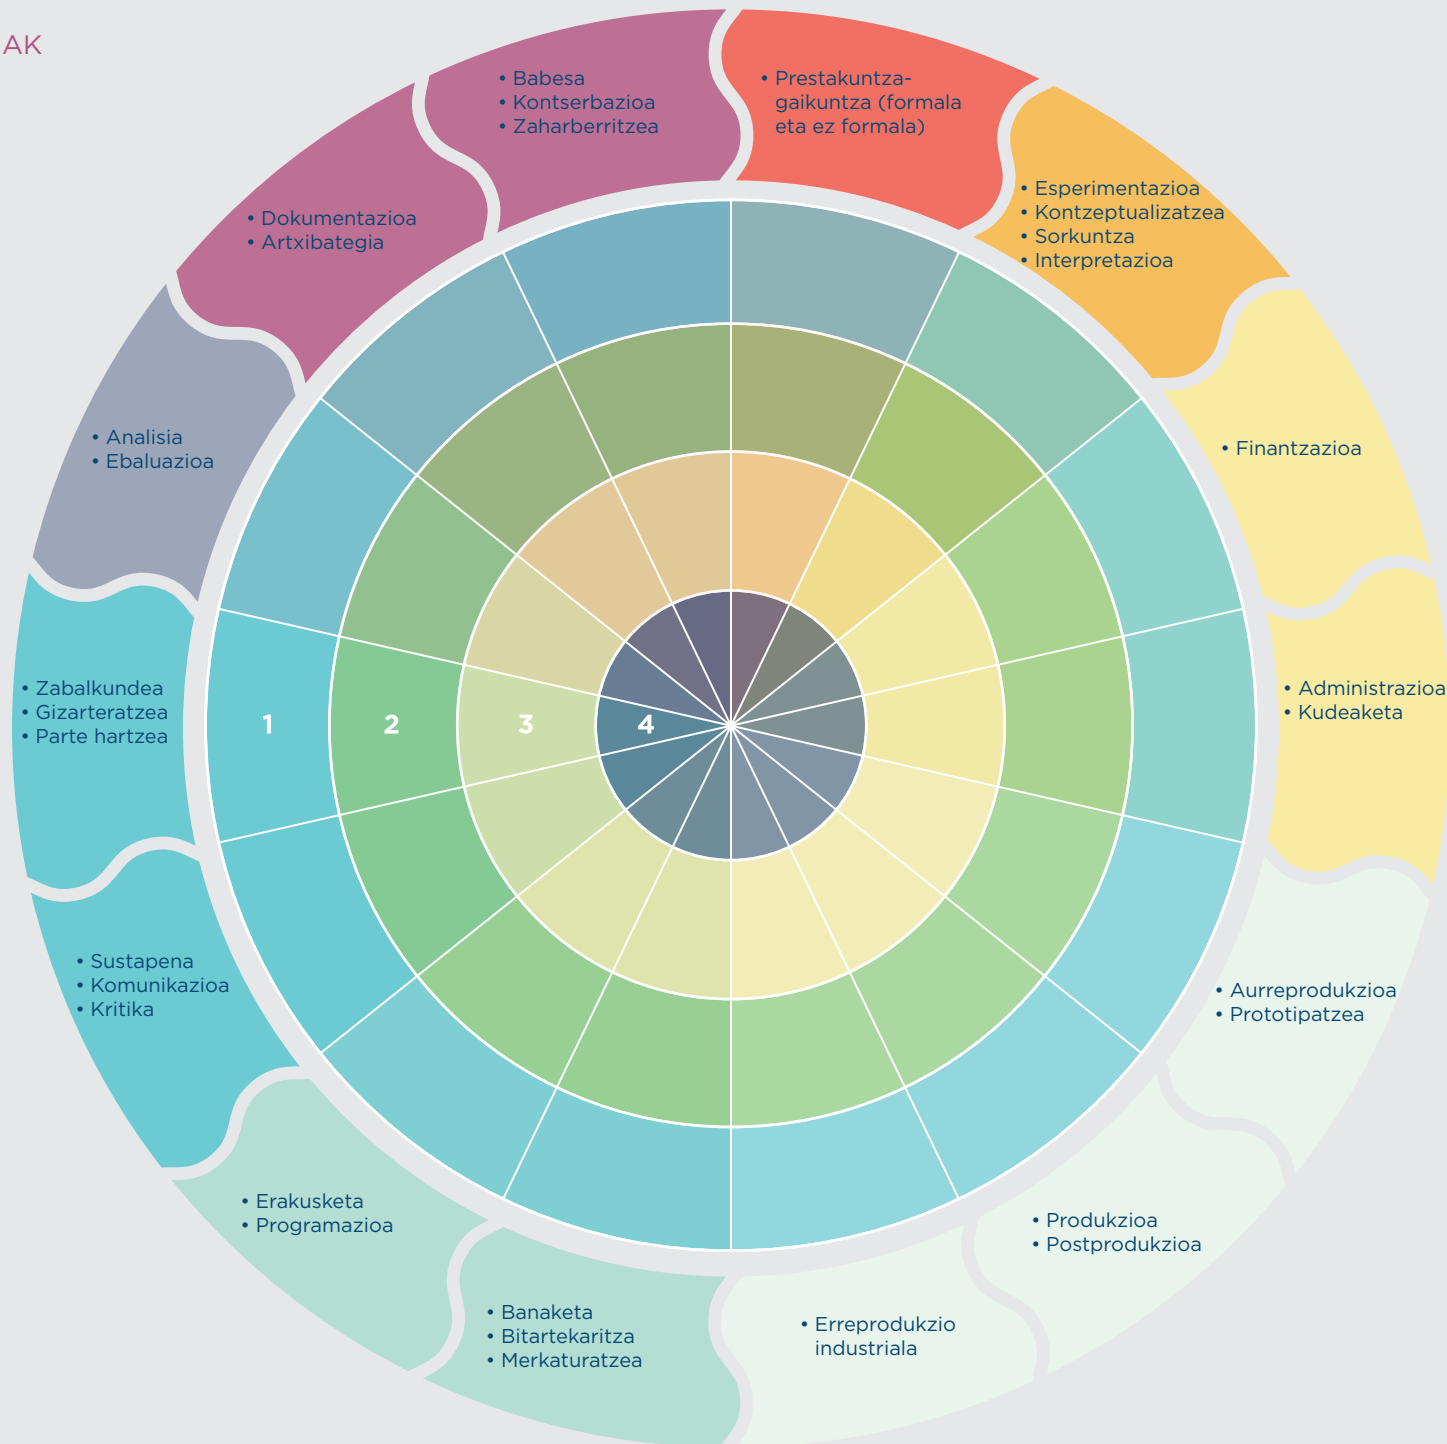 AK
• Babesa
• Kontserbazioa
• Zaharberritzea
• Prestakuntza-
gaikuntza (formala
eta ez formala)
• Esperimentazioa
• Kontzeptualizatzea
• Sorkuntza
• Interpretazioa
• Dokumentazioa
• Artxibategia
• Finantzazioa
• Analisia
• Ebaluazioa
• Administrazioa
• Kudeaketa
• Zabalkundea
• Gizarteratzea
• Parte hartzea
1 2 3 4
• Sustapena
• Komunikazioa
• Kritika
• Aurreprodukzioa
• Prototipatzea
• Erakusketa
• Programazioa
• Produkzioa
• Postprodukzioa
• Banaketa
• Bitartekaritza
• Merkaturatzea
• Erreprodukzio
industriala